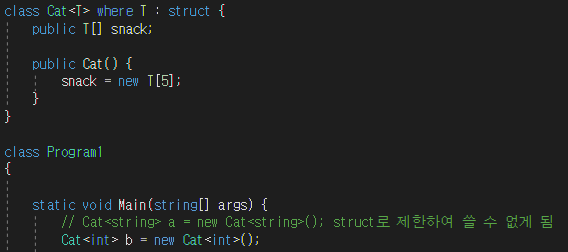 class Cat<T> where T : struct {
public T[] snack;
public Cat() {
snack = new T[5];
}
}
class Program1
{
static void Main(string[] args) {
// Cat<string> a = new Cat<string>(); struct로 제한하여 쓸 수 없게 됨
Cat<int> b = new Cat<int>();